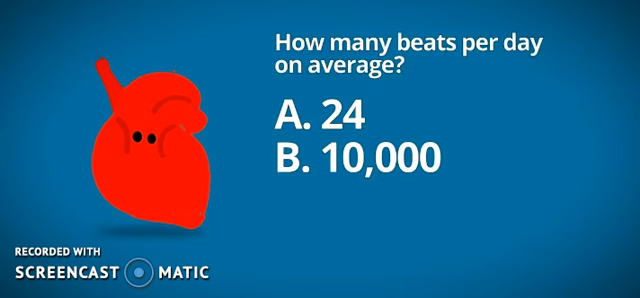 How many beats per day
on average?
A. 24
B. 10,000
RECORDED WITH
SCREENCAST MATIC